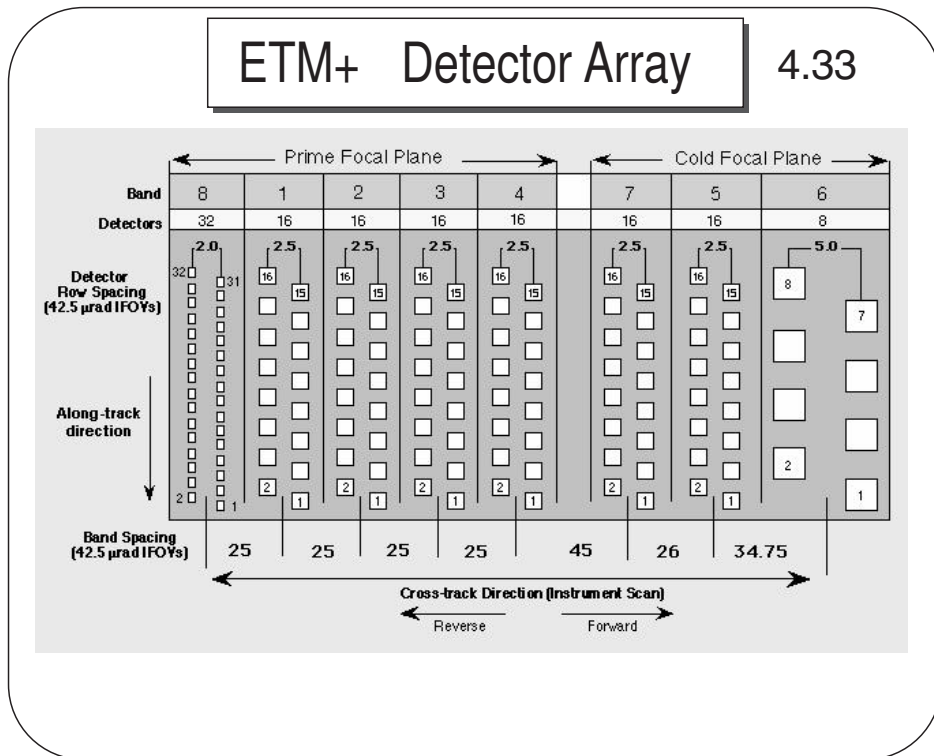 ETM+ Detector Array
4.33
Prime Focal Plane
Cold Focal Plane
Band 8 1 2 3 4 7 5 6
Detectors 32 16 16 16 16 16 16 8
2.0 2.5 2.5 2.5 2.5 2.5 2.5 5.0
Detector
Row Spacing
(42.5 µrad IFOVs)
32 31 16 15 16 15 16 15 16 15 16 15 16 15 8 7
Along-track
direction
2 1 2 1 2 1 2 1 2 1 2 1 2 1 2 1
Band Spacing
(42.5 µrad IFOVs)
25 25 25 25 45 26 34.75
Cross-track Direction (Instrument Scan)
Reverse Forward